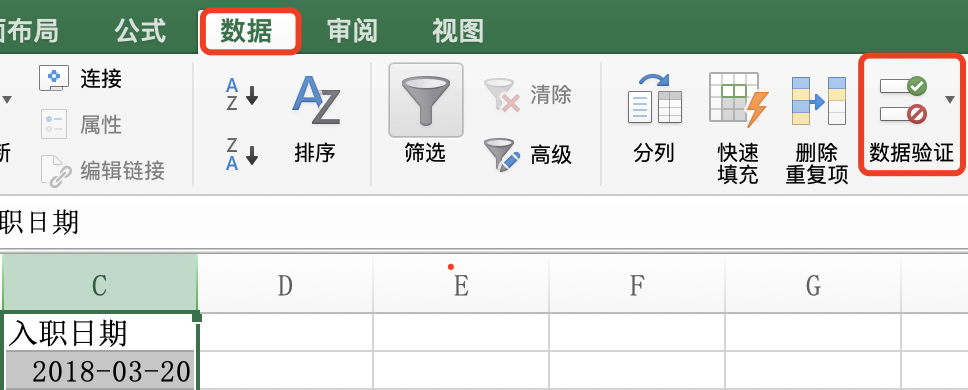 面布局 公式 数据 审阅 视图
连接
属性
编辑链接
新
A
Z
Z
A
AZ
排序
筛选
清除
高级
分列
快速
填充
删除
重复项
数据验证
职日期
C D E F G
入职日期
2018-03-20